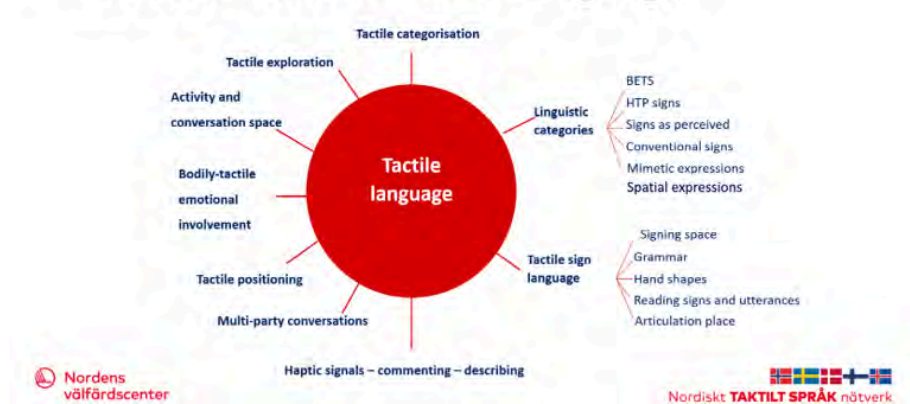 Tactile categorisation
Tactile exploration
Activity and
conversation space
Bodily-tactile
emotional
involvement
Tactile positioning
Multi-party conversations
Haptic signals – commenting – describing
Tactile
language
Linguistic
categories
BETS
HTP signs
Signs as perceived
Conventional signs
Mimetic expressions
Spatial expressions
Tactile sign
language
Signing space
Grammar
Hand shapes
Reading signs and utterances
Articulation place
Nordens
välfärdscenter
Nordiskt TAKTILT SPRÅK nätverk